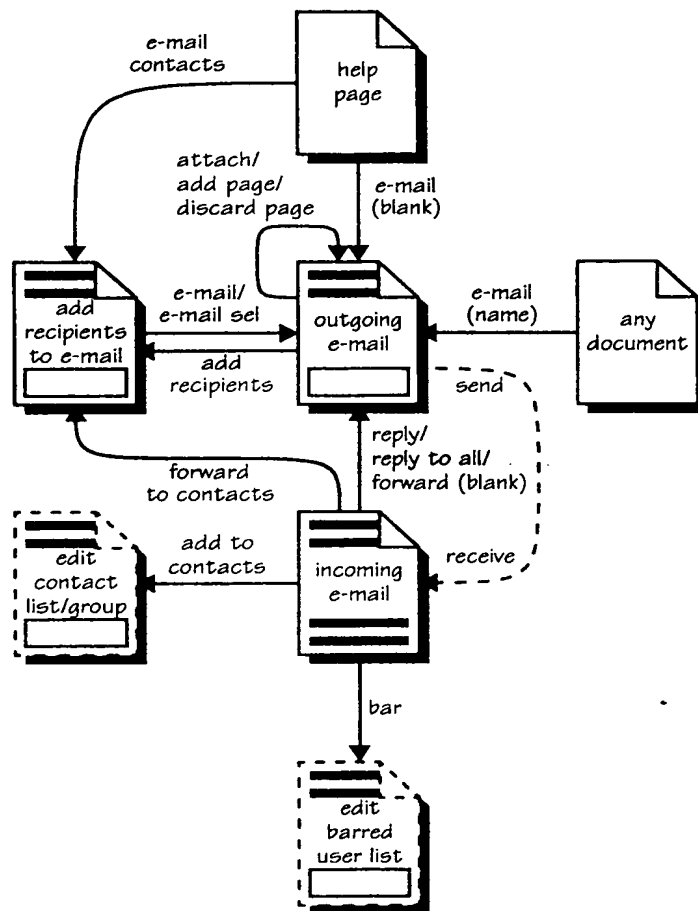 e-mail
contacts
help
page
attach/
add page/
discard page
e-mail
(blank)
add
recipients
to e-mail
e-mail/
e-mail sel
add
recipients
outgoing
e-mail
e-mail
(name)
any
document
send
reply/
reply to all/
forward (blank)
forward
to contacts
edit
contact
list/group
add to
contacts
incoming
e-mail
receive
bar
edit
barred
user list